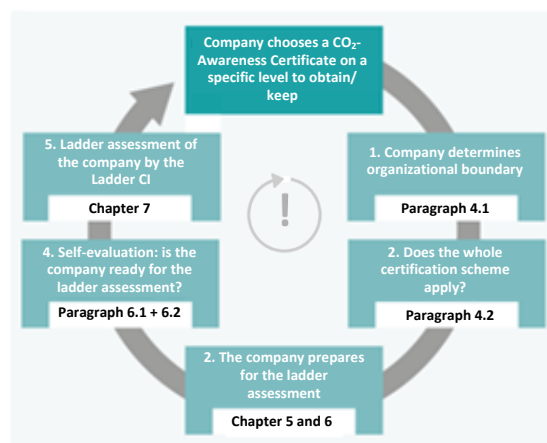 Company chooses a CO₂-
Awareness Certificate on a
specific level to obtain/
keep
1. Company determines
organizational boundary
Paragraph 4.1
2. Does the whole
certification scheme
apply?
Paragraph 4.2
2. The company prepares
for the ladder
assessment
Chapter 5 and 6
4. Self-evaluation: is the
company ready for the
ladder assessment?
Paragraph 6.1 + 6.2
5. Ladder assessment of
the company by the
Ladder CI
Chapter 7
!